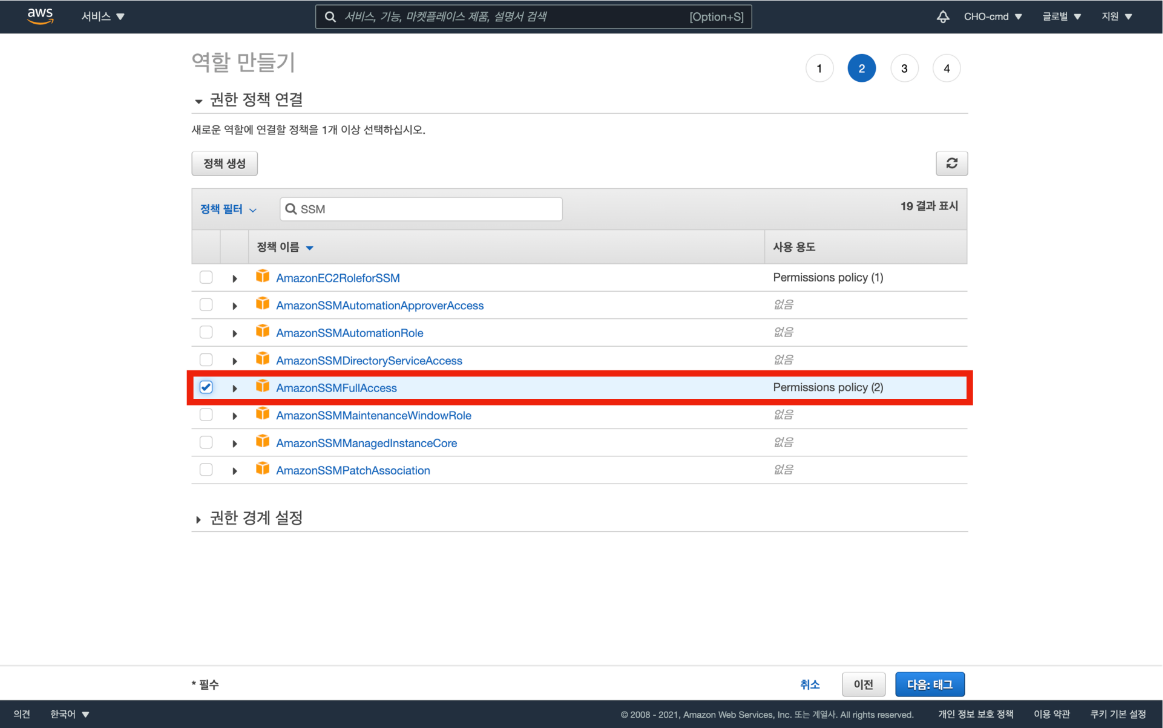 aws 서비스 ▼ 서비스, 기능, 마켓플레이스 제품, 설명서 검색 [Option+S] CHO-cmd ▼ 글로벌 ▼ 지원 ▼
역할 만들기 1 2 3 4
권한 정책 연결
새로운 역할에 연결할 정책을 1개 이상 선택하십시오.
정책 생성
정책 필터 SSM 19 결과 표시
정책 이름 사용 용도
AmazonEC2RoleforSSM Permissions policy (1)
AmazonSSMAutomationApproverAccess 없음
AmazonSSMAutomationRole 없음
AmazonSSMDirectoryServiceAccess 없음
AmazonSSMFullAccess Permissions policy (2)
AmazonSSMMaintenanceWindowRole 없음
AmazonSSMManagedInstanceCore 없음
AmazonSSMPatchAssociation 없음
권한 경계 설정
* 필수 취소 이전 다음: 태그
의견 한국어 ▼ © 2008 - 2021, Amazon Web Services, Inc. 또는 계열사. All rights reserved. 개인 정보 보호 정책 이용 약관 쿠키 기본 설정